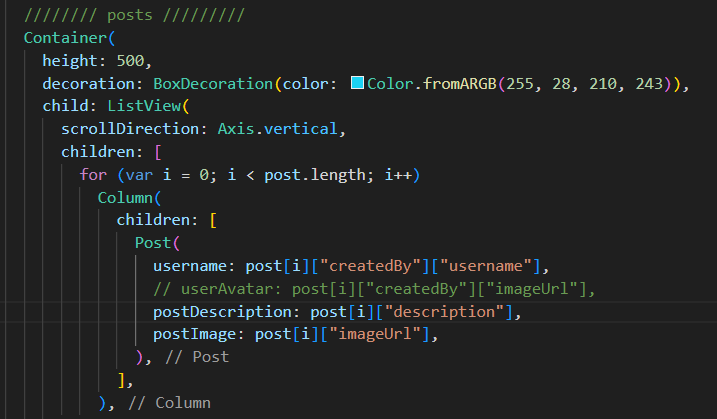 //////// posts /////////
Container(
height: 500,
decoration: BoxDecoration(color: Color.fromARGB(255, 28, 210, 243)),
child: ListView(
scrollDirection: Axis.vertical,
children: [
for (var i = 0; i < post.length; i++)
Column(
children: [
Post(
username: post[i]["createdBy"]["username"],
// userAvatar: post[i]["createdBy"]["imageUrl"],
postDescription: post[i]["description"],
postImage: post[i]["imageUrl"],
), // Post
],
), // Column